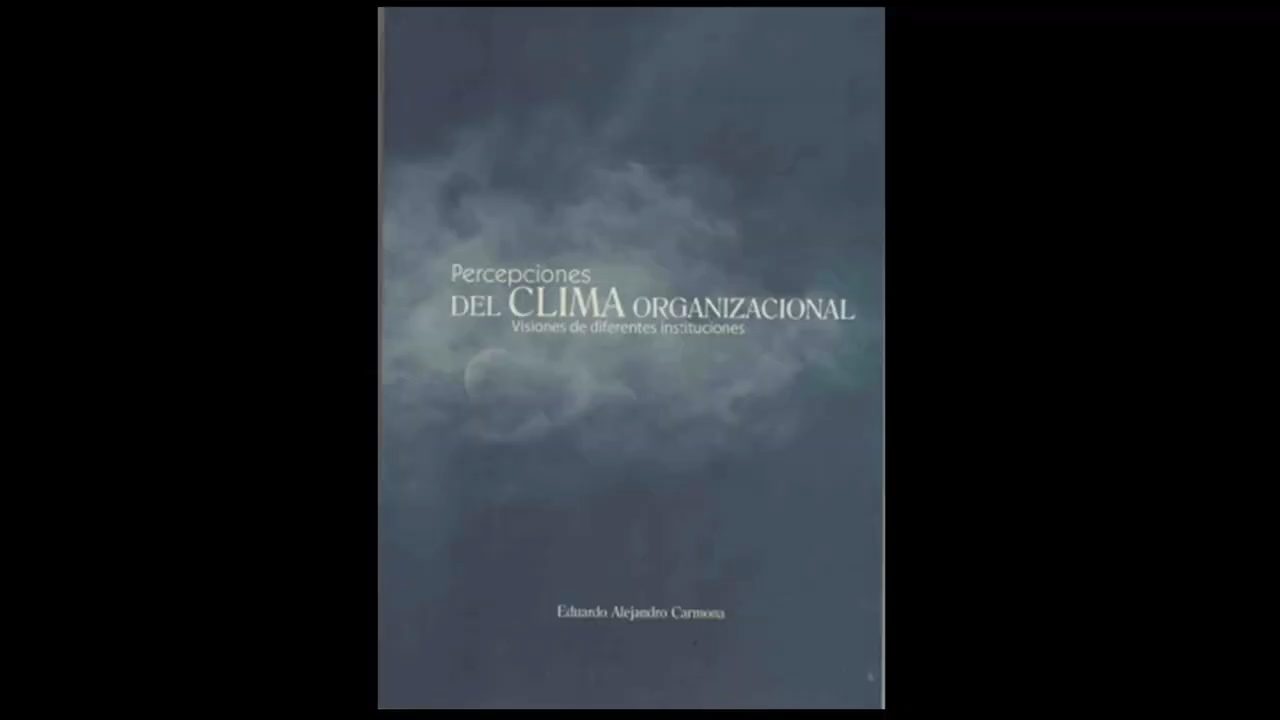 Percepciones
DEL CLIMA ORGANIZACIONAL
Visiones de diferentes instituciones
Eduardo Alejandro Carmona